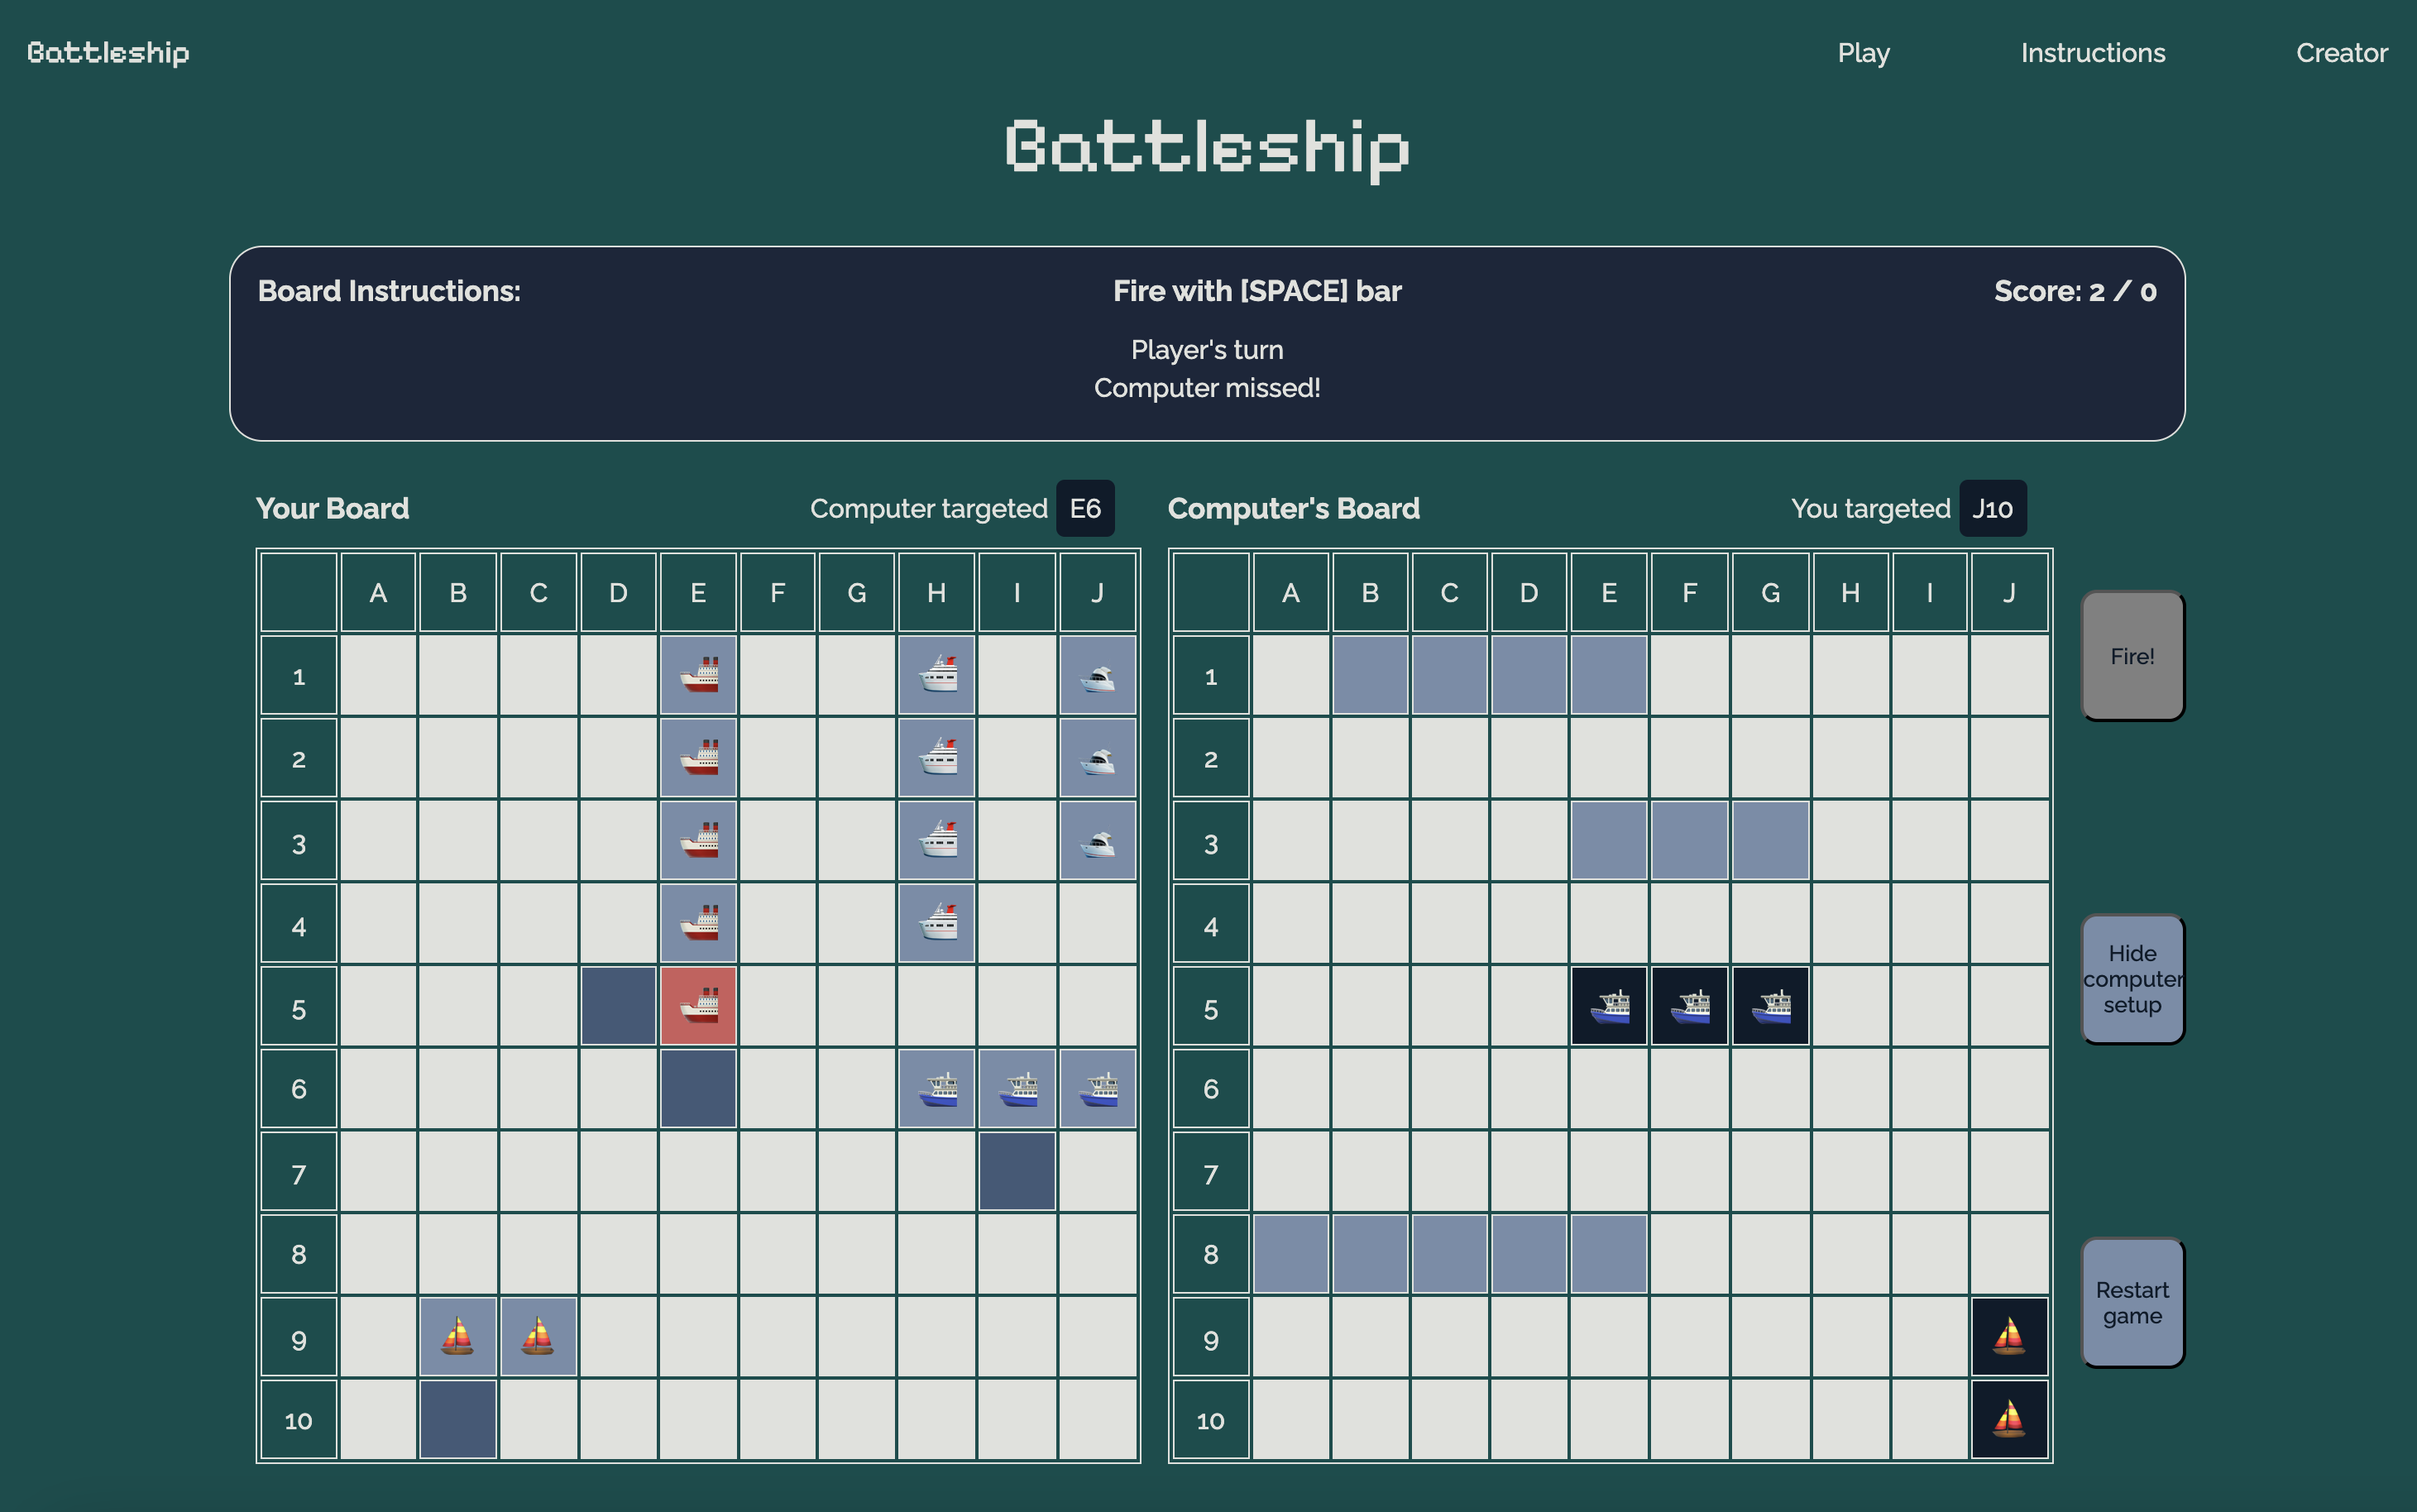 Battleship
Play Instructions Creator
Battleship
Board Instructions: Fire with [SPACE] bar Score: 2 / 0
Player's turn
Computer missed!
Your Board Computer targeted E6
A B C D E F G H I J
1
2
3
4
5
6
7
8
9
10
Computer's Board You targeted J10
A B C D E F G H I J
1
2
3
4
5
6
7
8
9
10
Fire!
Hide
computer
setup
Restart
game